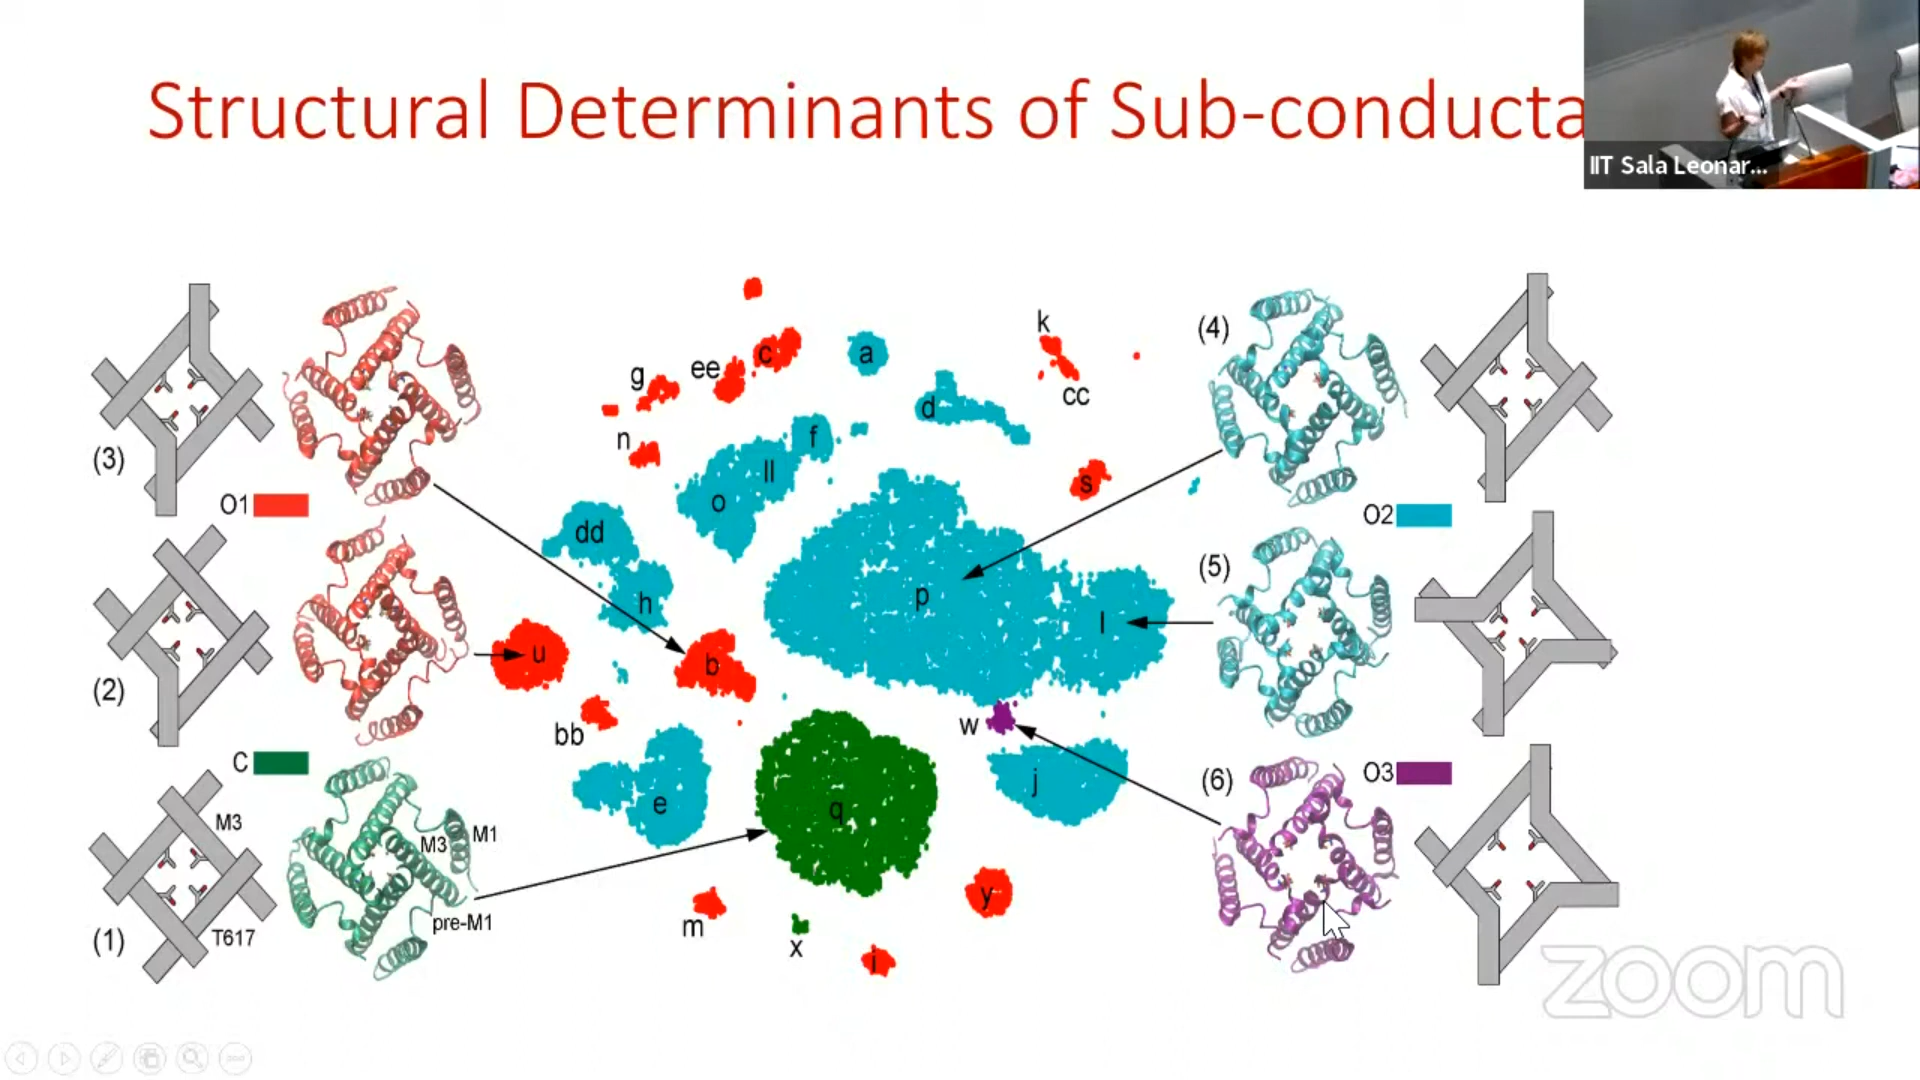 Structural Determinants of Sub-conducta
IIT Sala Leonar...
(3)
O1
(2)
C
(1)
M3
T617
M3
M1
pre-M1
g
ee
c
a
k
cc
n
f
d
ll
o
s
dd
h
p
l
u
b
bb
w
e
q
j
m
x
y
i
(4)
O2
(5)
(6)
O3
zoom